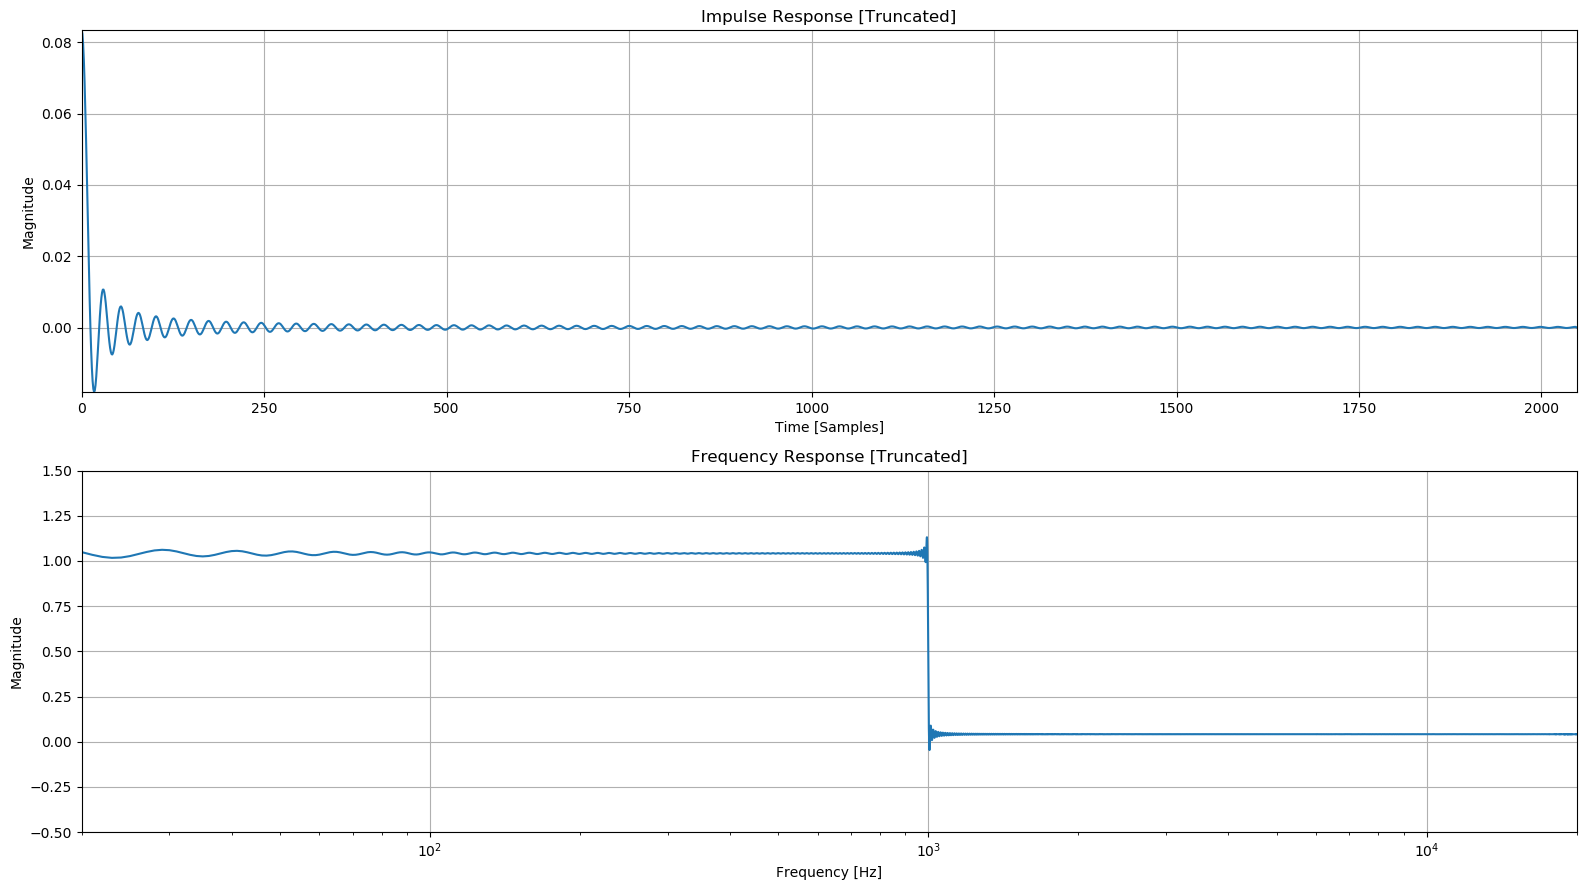 Impulse Response [Truncated]
0.08
0.06
0.04
0.02
0.00
Magnitude
0 250 500 750 1000 1250 1500 1750 2000
Time [Samples]
Frequency Response [Truncated]
1.50
1.25
1.00
0.75
0.50
0.25
0.00
−0.25
−0.50
Magnitude
10² 10³ 10⁴
Frequency [Hz]